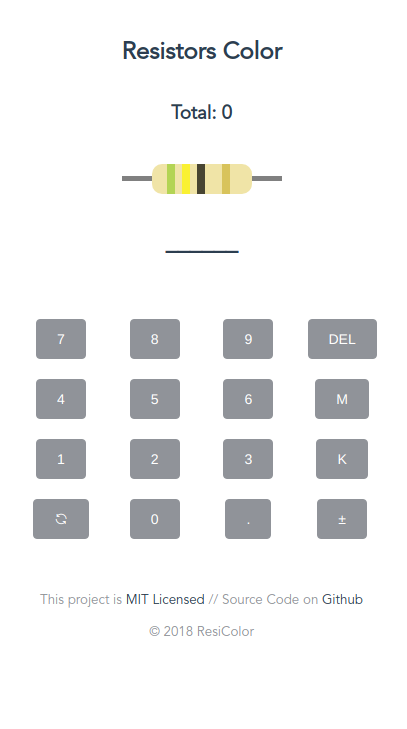 Resistors Color
Total: 0
7 8 9 DEL
4 5 6 M
1 2 3 K
0 . ±
This project is MIT Licensed // Source Code on Github
© 2018 ResiColor